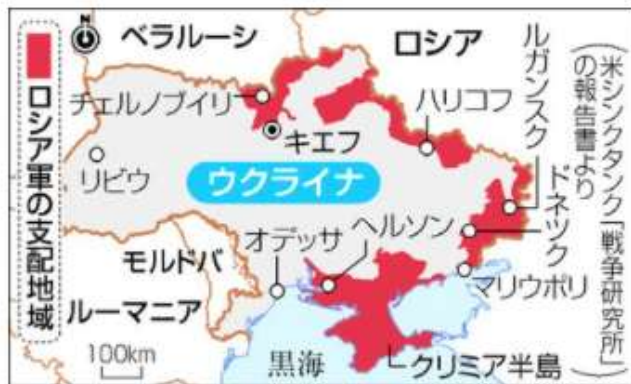 N
ベラルーシ
ロシア
ロシア軍の支配地域
チェルノブイリ
キエフ
ハリコフ
ルガンスク
ドネツク
(米シンクタンク「戦争研究所」
の報告書より)
リビウ
ウクライナ
オデッサ
ヘルソン
マリウポリ
モルドバ
ルーマニア
100km
黒海
クリミア半島